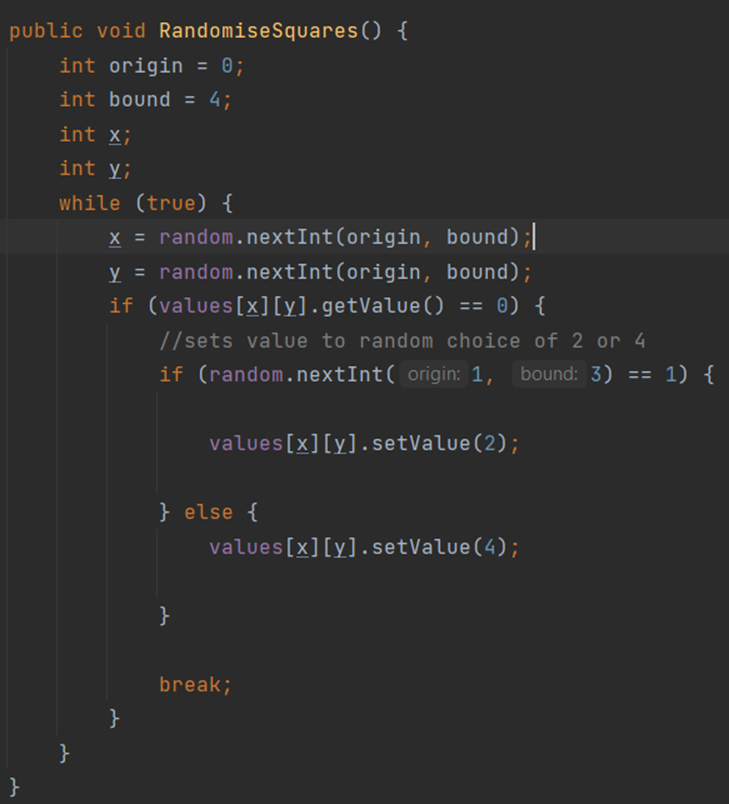 public void RandomiseSquares() {
    int origin = 0;
    int bound = 4;
    int x;
    int y;
    while (true) {
        x = random.nextInt(origin, bound);
        y = random.nextInt(origin, bound);
        if (values[x][y].getValue() == 0) {
            //sets value to random choice of 2 or 4
            if (random.nextInt( origin: 1, bound: 3) == 1) {
                values[x][y].setValue(2);
            } else {
                values[x][y].setValue(4);
            }
            break;
        }
    }
}